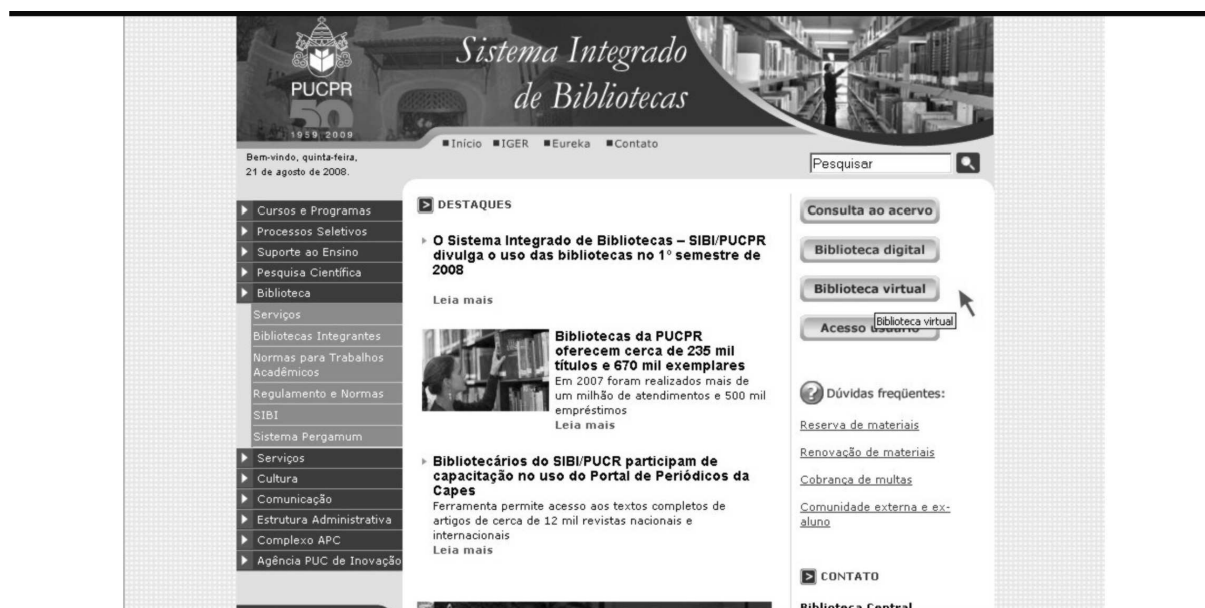 PUCPR
50
1959 2009
Sistema Integrado
de Bibliotecas
Início IGER Eureka Contato
Bem-vindo, quinta-feira,
21 de agosto de 2008.
Pesquisar
Cursos e Programas
Processos Seletivos
Suporte ao Ensino
Pesquisa Científica
Biblioteca
Serviços
Bibliotecas Integrantes
Normas para Trabalhos
Acadêmicos
Regulamento e Normas
SIBI
Sistema Pergamum
Serviços
Cultura
Comunicação
Estrutura Administrativa
Complexo APC
Agência PUC de Inovação
DESTAQUES
O Sistema Integrado de Bibliotecas – SIBI/PUCPR
divulga o uso das bibliotecas no 1º semestre de
2008
Leia mais
Bibliotecas da PUCPR
oferecem cerca de 235 mil
títulos e 670 mil exemplares
Em 2007 foram realizados mais de
um milhão de atendimentos e 500 mil
empréstimos
Leia mais
Bibliotecários do SIBI/PUCR participam de
capacitação no uso do Portal de Periódicos da
Capes
Ferramenta permite acesso aos textos completos de
artigos de cerca de 12 mil revistas nacionais e
internacionais
Leia mais
Consulta ao acervo
Biblioteca digital
Biblioteca virtual
Biblioteca virtual
Acesso usuário
Dúvidas freqüentes:
Reserva de materiais
Renovação de materiais
Cobrança de multas
Comunidade externa e ex-
aluno
CONTATO
Biblioteca Central